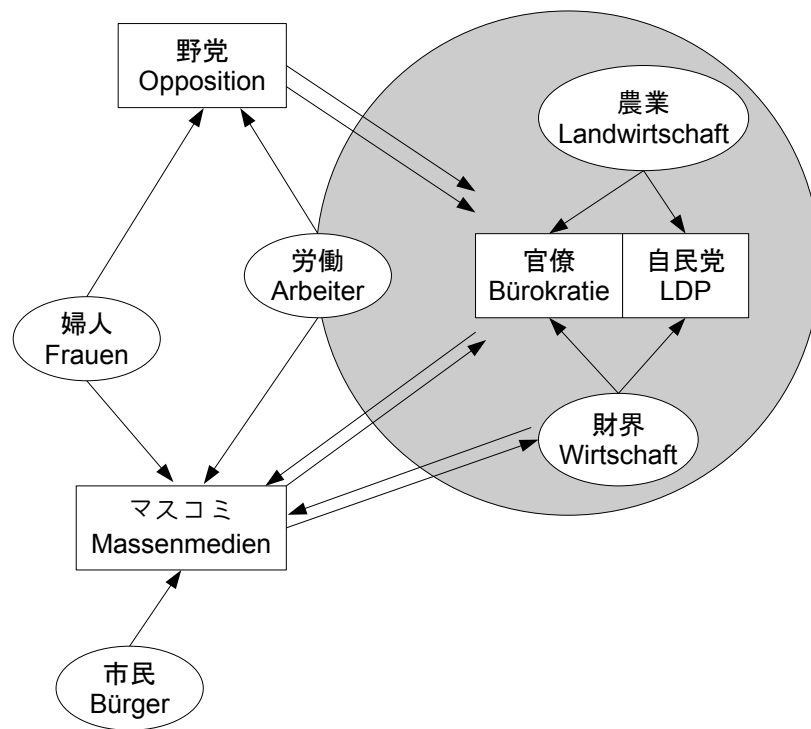 野党
Opposition
農業
Landwirtschaft
労働
Arbeiter
官僚
Bürokratie
自民党
LDP
婦人
Frauen
財界
Wirtschaft
マスコミ
Massenmedien
市民
Bürger